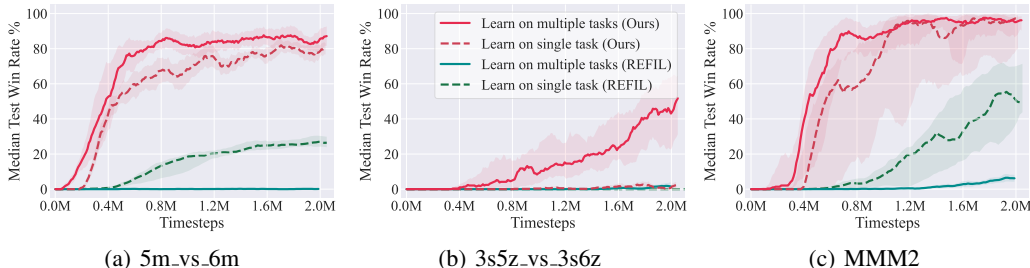 Median Test Win Rate %
100
80
60
40
20
0
0.0M 0.4M 0.8M 1.2M 1.6M 2.0M
Timesteps
(a) 5m_vs_6m
Median Test Win Rate %
100
80
60
40
20
0
Learn on multiple tasks (Ours)
Learn on single task (Ours)
Learn on multiple tasks (REFIL)
Learn on single task (REFIL)
0.0M 0.4M 0.8M 1.2M 1.6M 2.0M
Timesteps
(b) 3s5z_vs_3s6z
Median Test Win Rate %
100
80
60
40
20
0
0.0M 0.4M 0.8M 1.2M 1.6M 2.0M
Timesteps
(c) MMM2